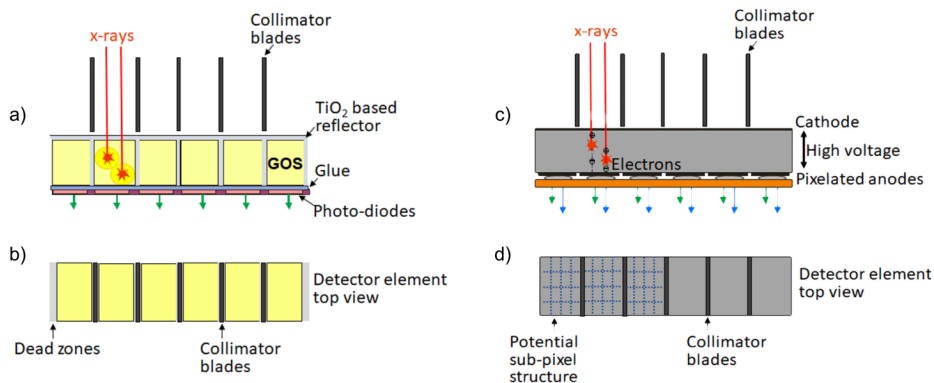 Collimator
blades
x-rays
a)
TiO₂ based
reflector
GOS
Glue
Photo-diodes
b)
Detector element
top view
Dead zones
Collimator
blades
Collimator
blades
x-rays
c)
Cathode
High voltage
Electrons
Pixelated anodes
d)
Detector element
top view
Potential
sub-pixel
structure
Collimator
blades